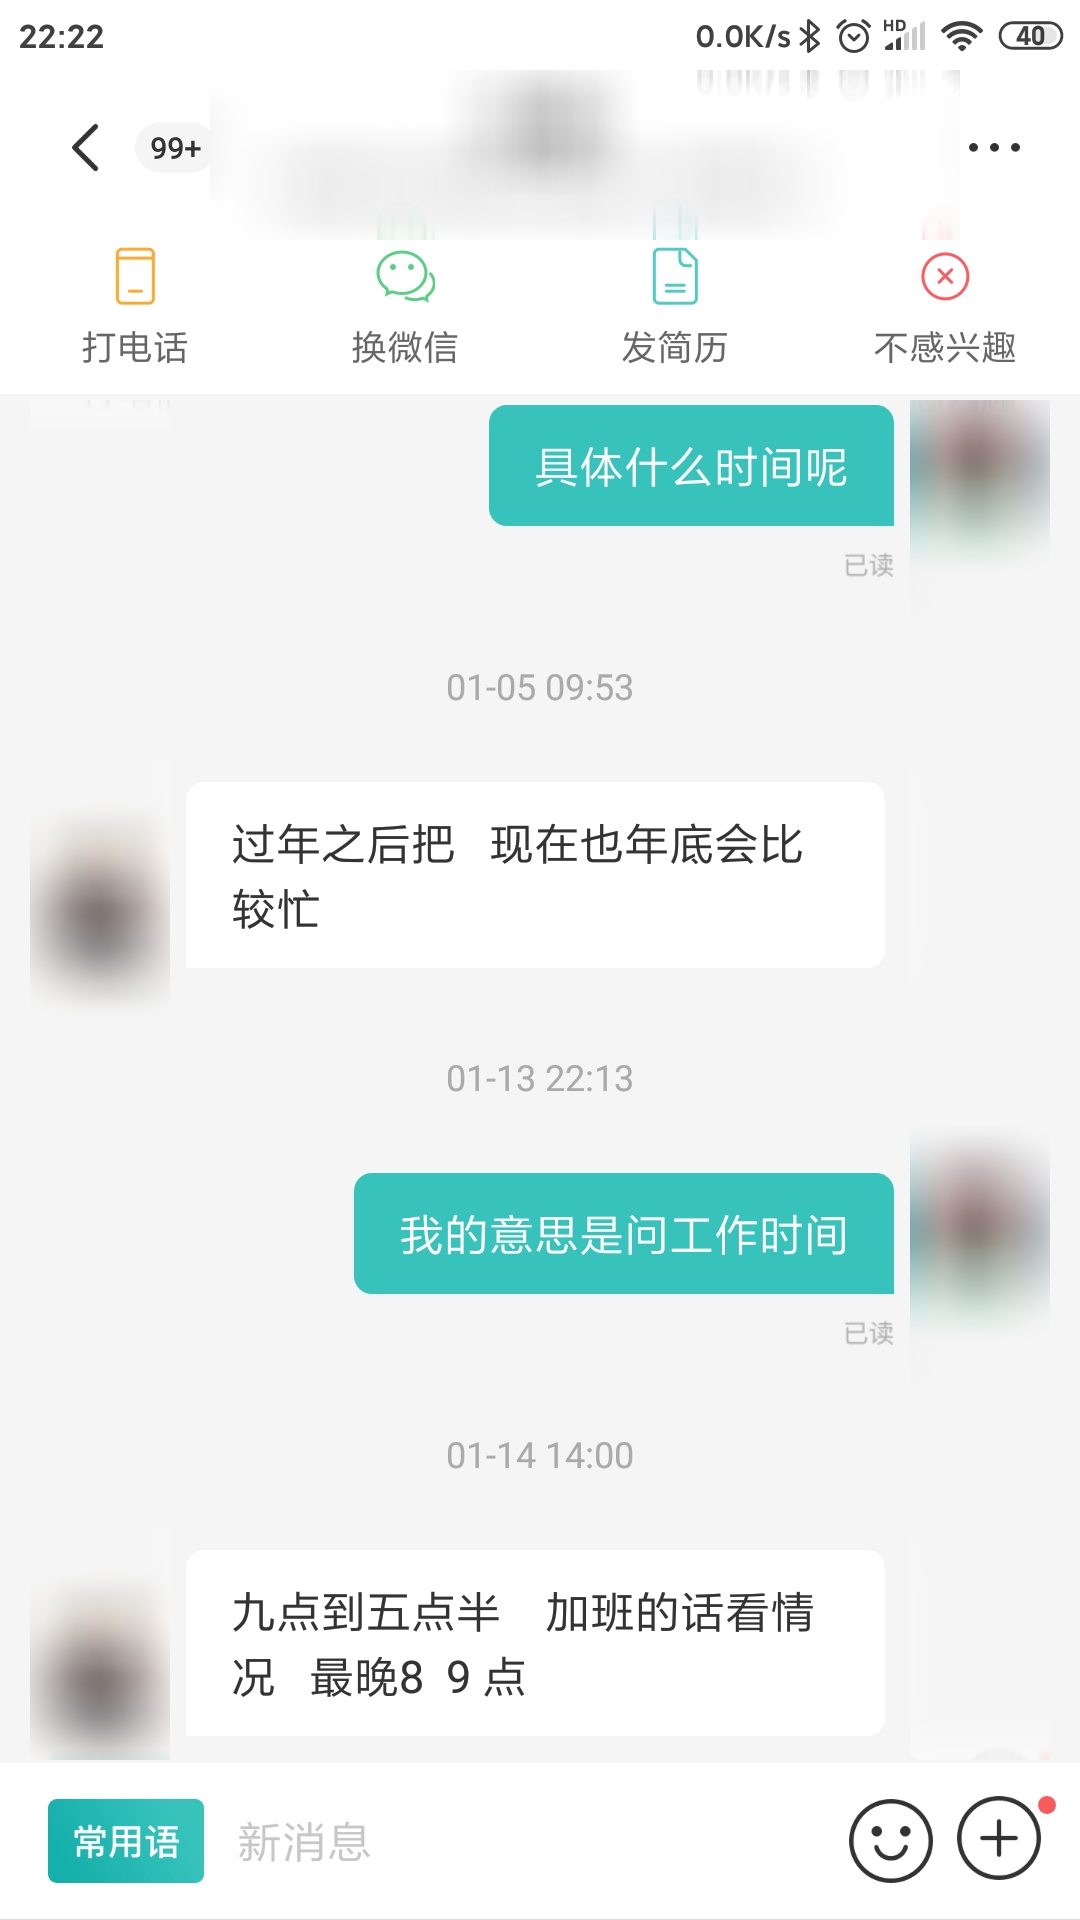 22:22
0.0K/s
HD
40
99+
打电话
换微信
发简历
不感兴趣
具体什么时间呢
已读
01-05 09:53
过年之后把 现在也年底会比
较忙
01-13 22:13
我的意思是问工作时间
已读
01-14 14:00
九点到五点半 加班的话看情
况 最晚8 9 点
常用语
新消息